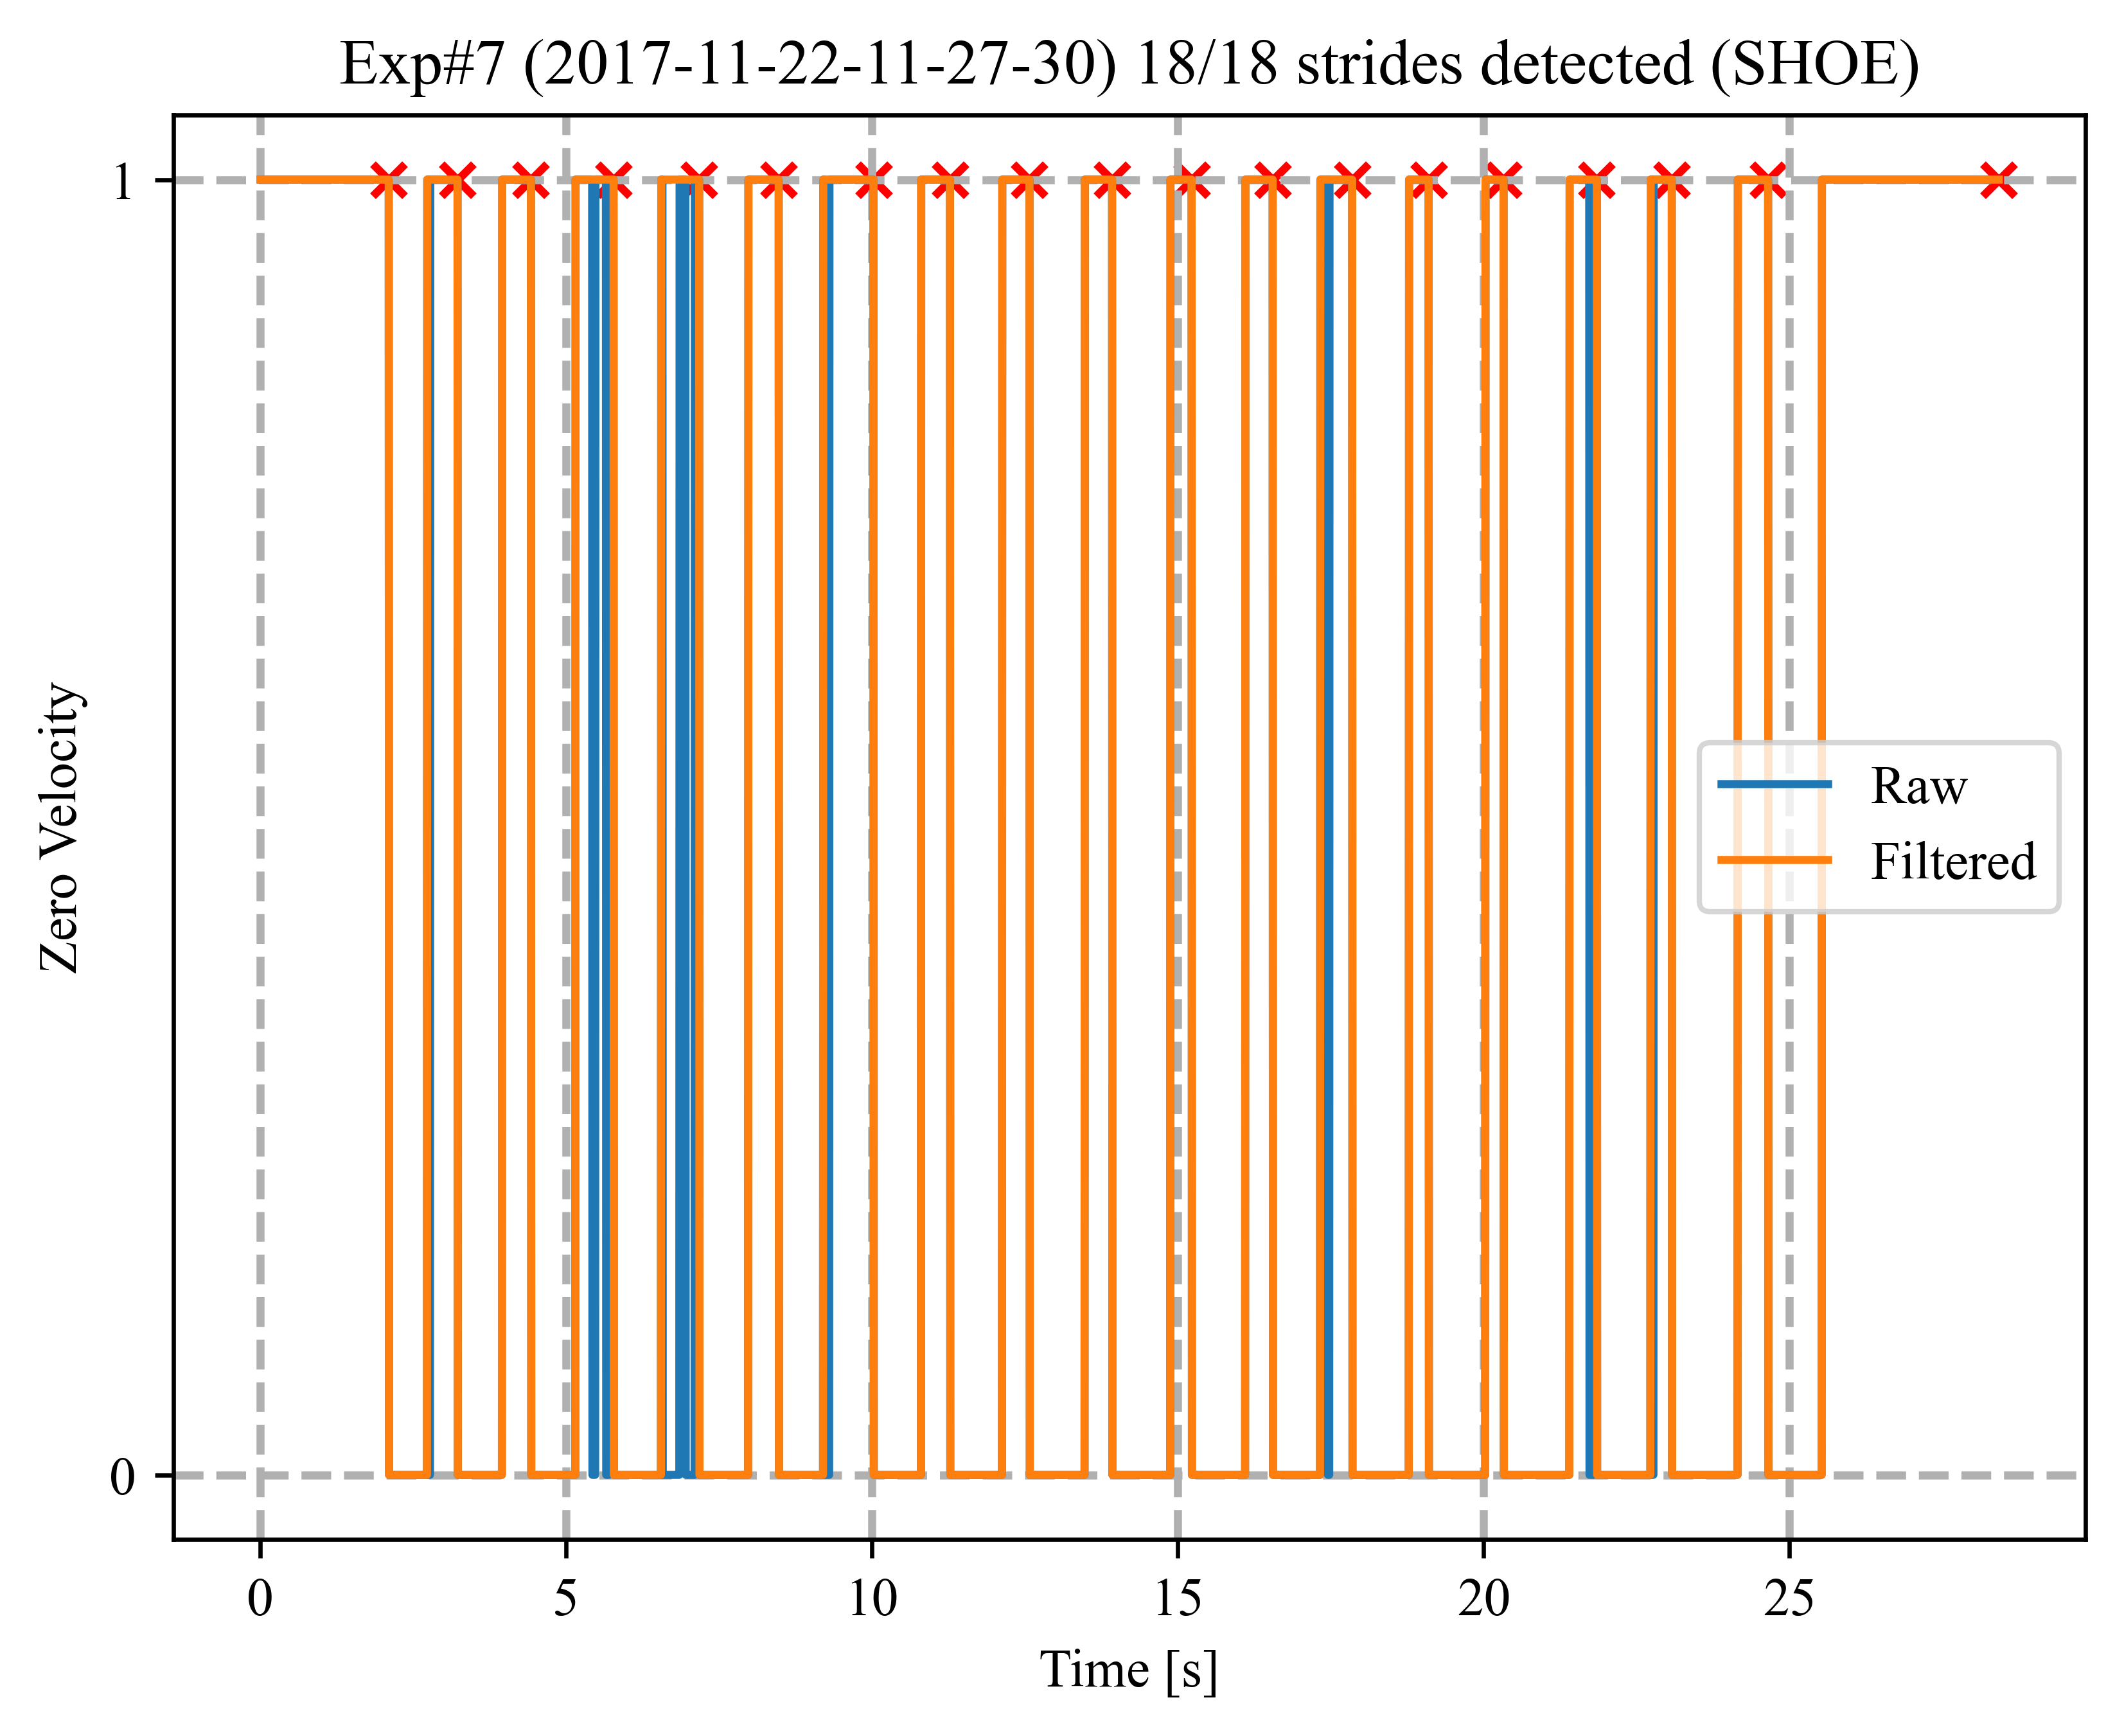 Exp#7 (2017-11-22-11-27-30) 18/18 strides detected (SHOE)
1
Zero Velocity
Raw
Filtered
0
0 5 10 15 20 25
Time [s]